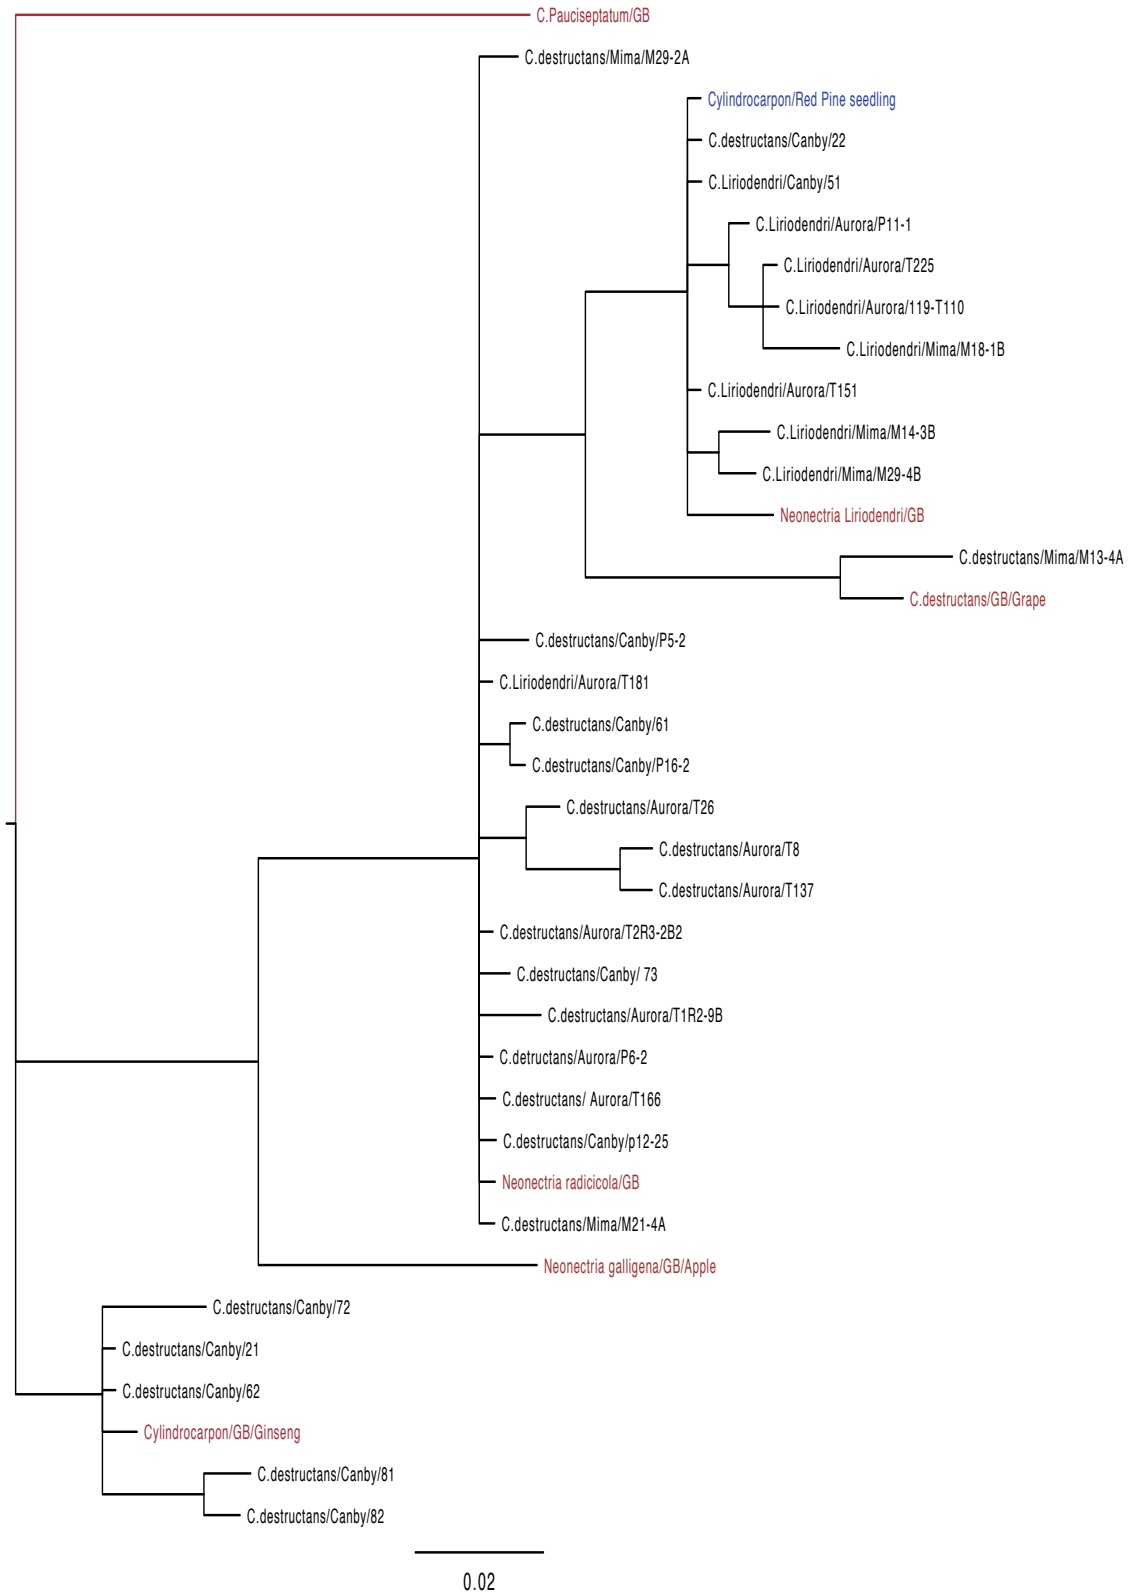 C.Pauciseptatum/GB
C.destructans/Mima/M29-2A
Cylindrocarpon/Red Pine seedling
C.destructans/Canby/22
C.Liriodendri/Canby/51
C.Liriodendri/Aurora/P11-1
C.Liriodendri/Aurora/T225
C.Liriodendri/Aurora/119-T110
C.Liriodendri/Mima/M18-1B
C.Liriodendri/Aurora/T151
C.Liriodendri/Mima/M14-3B
C.Liriodendri/Mima/M29-4B
Neonectria Liriodendri/GB
C.destructans/Mima/M13-4A
C.destructans/GB/Grape
C.destructans/Canby/P5-2
C.Liriodendri/Aurora/T181
C.destructans/Canby/61
C.destructans/Canby/P16-2
C.destructans/Aurora/T26
C.destructans/Aurora/T8
C.destructans/Aurora/T137
C.destructans/Aurora/T2R3-2B2
C.destructans/Canby/ 73
C.destructans/Aurora/T1R2-9B
C.detructans/Aurora/P6-2
C.destructans/ Aurora/T166
C.destructans/Canby/p12-25
Neonectria radicicola/GB
C.destructans/Mima/M21-4A
Neonectria galligena/GB/Apple
C.destructans/Canby/72
C.destructans/Canby/21
C.destructans/Canby/62
Cylindrocarpon/GB/Ginseng
C.destructans/Canby/81
C.destructans/Canby/82
0.02